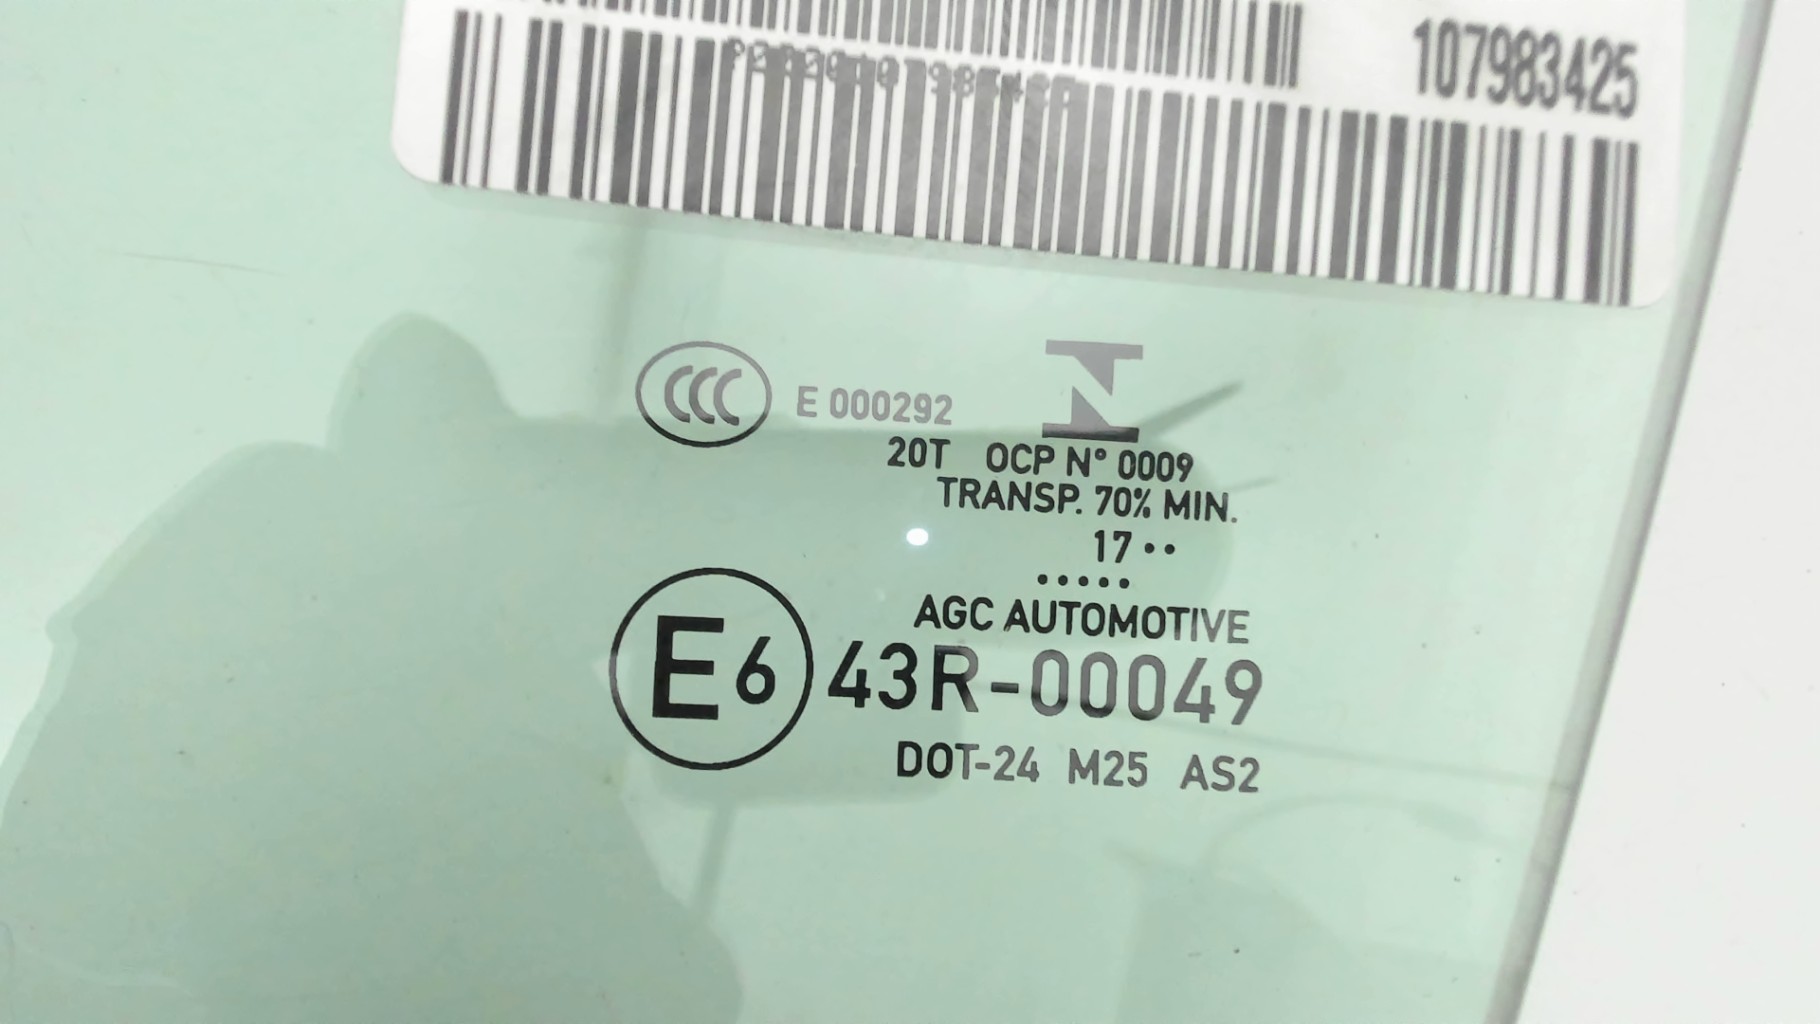 107983425
P000000107983425
CCC E 000292
20T OCP N° 0009
TRANSP. 70% MIN.
17••
•••••
AGC AUTOMOTIVE
E6 43R-00049
DOT-24 M25 AS2